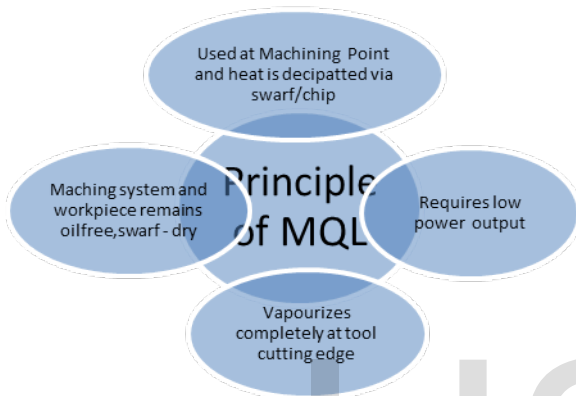 Used at Machining Point
and heat is decipatted via
swarf/chip
Maching system and
workpiece remains
oilfree,swarf - dry
Principle
of MQL
Requires low
power output
Vapourizes
completely at tool
cutting edge